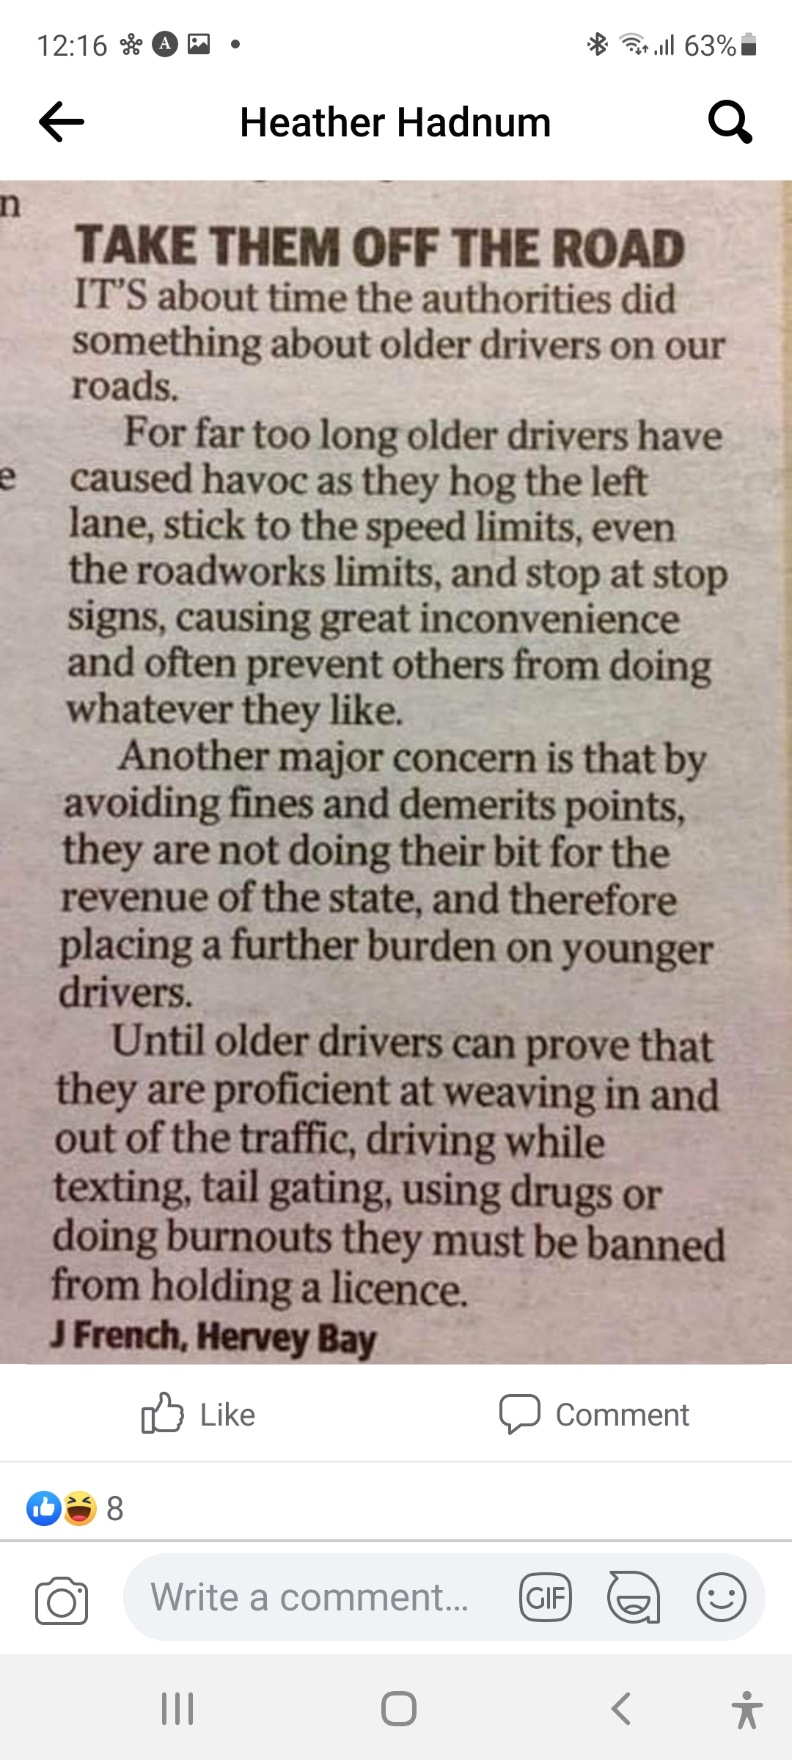 12:16
63%
Heather Hadnum
n
TAKE THEM OFF THE ROAD
IT'S about time the authorities did
something about older drivers on our
roads.
For far too long older drivers have
e
caused havoc as they hog the left
lane, stick to the speed limits, even
the roadworks limits, and stop at stop
signs, causing great inconvenience
and often prevent others from doing
whatever they like.
Another major concern is that by
avoiding fines and demerits points,
they are not doing their bit for the
revenue of the state, and therefore
placing a further burden on younger
drivers.
Until older drivers can prove that
they are proficient at weaving in and
out of the traffic, driving while
texting, tail gating, using drugs or
doing burnouts they must be banned
from holding a licence.
J French, Hervey Bay
Like
Comment
8
Write a comment...
GIF